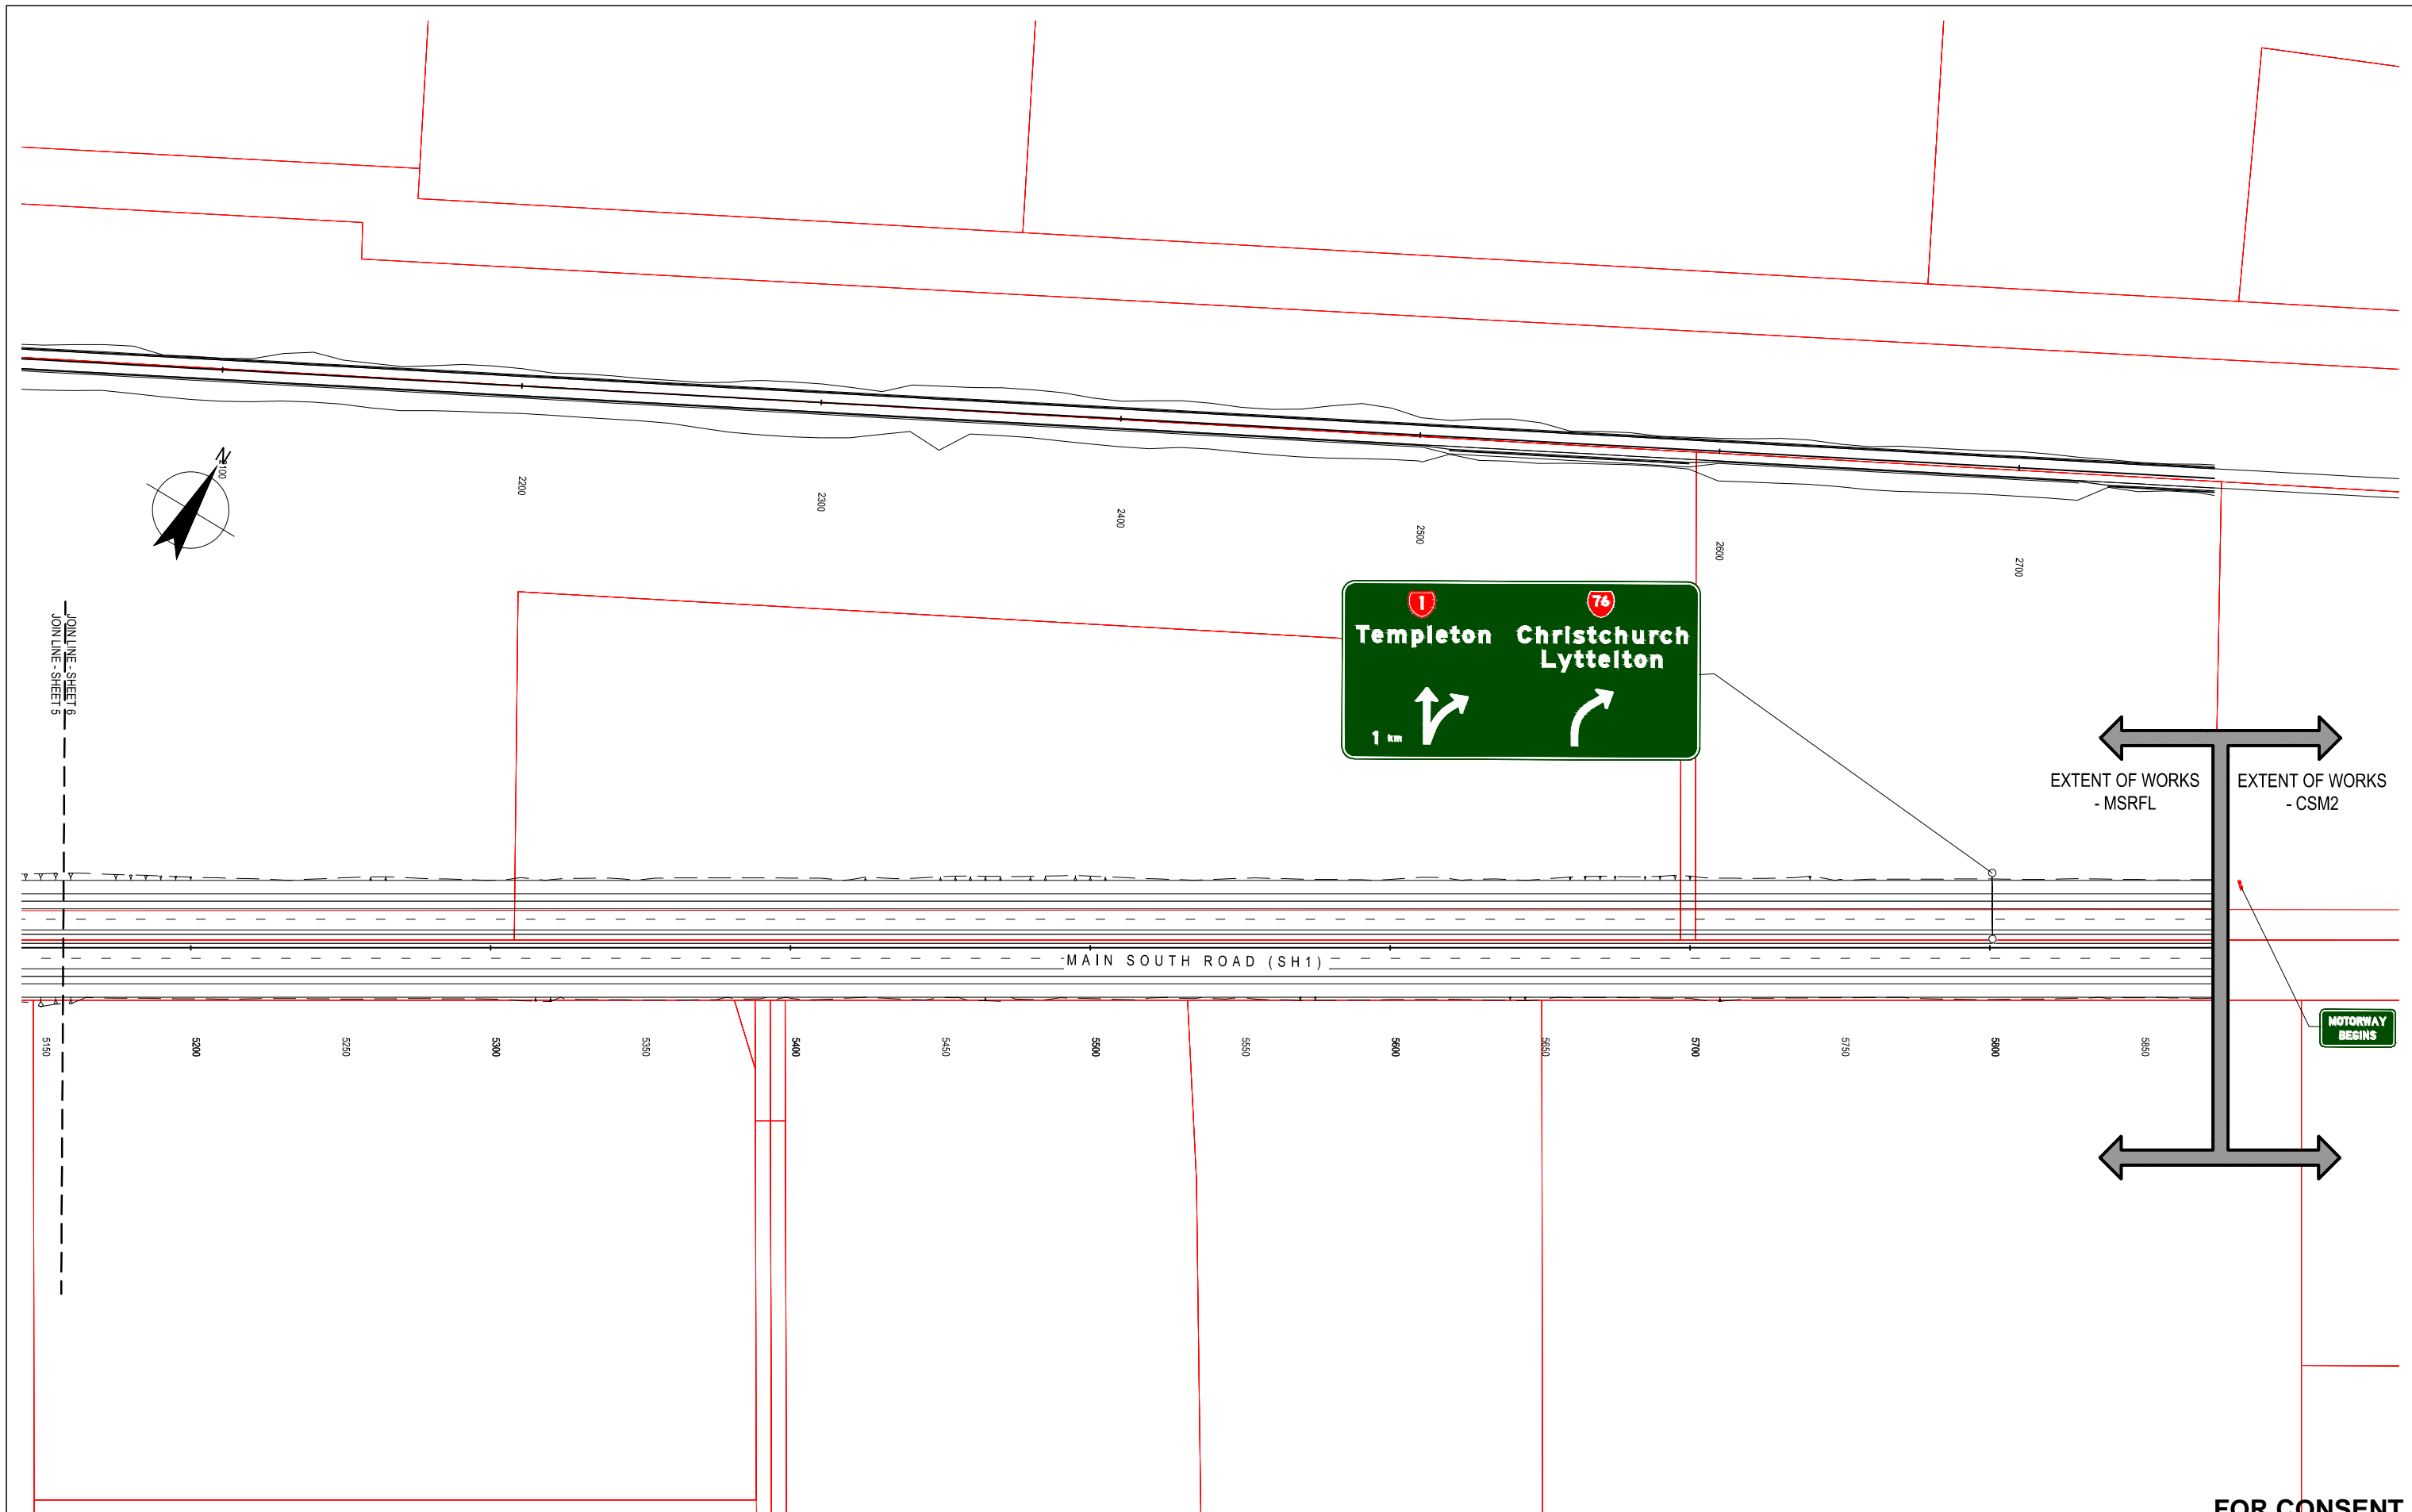 N
2100
2200
2300
2400
2500
2600
2700
JOIN LINE - SHEET 6
JOIN LINE - SHEET 5
1
Templeton
1 km
76
Christchurch
Lyttelton
EXTENT OF WORKS
- MSRFL
EXTENT OF WORKS
- CSM2
MAIN SOUTH ROAD (SH1)
MOTORWAY
BEGINS
5150
5200
5250
5300
5350
5400
5450
5500
5550
5600
5650
5700
5750
5800
5850
FOR CONSENT